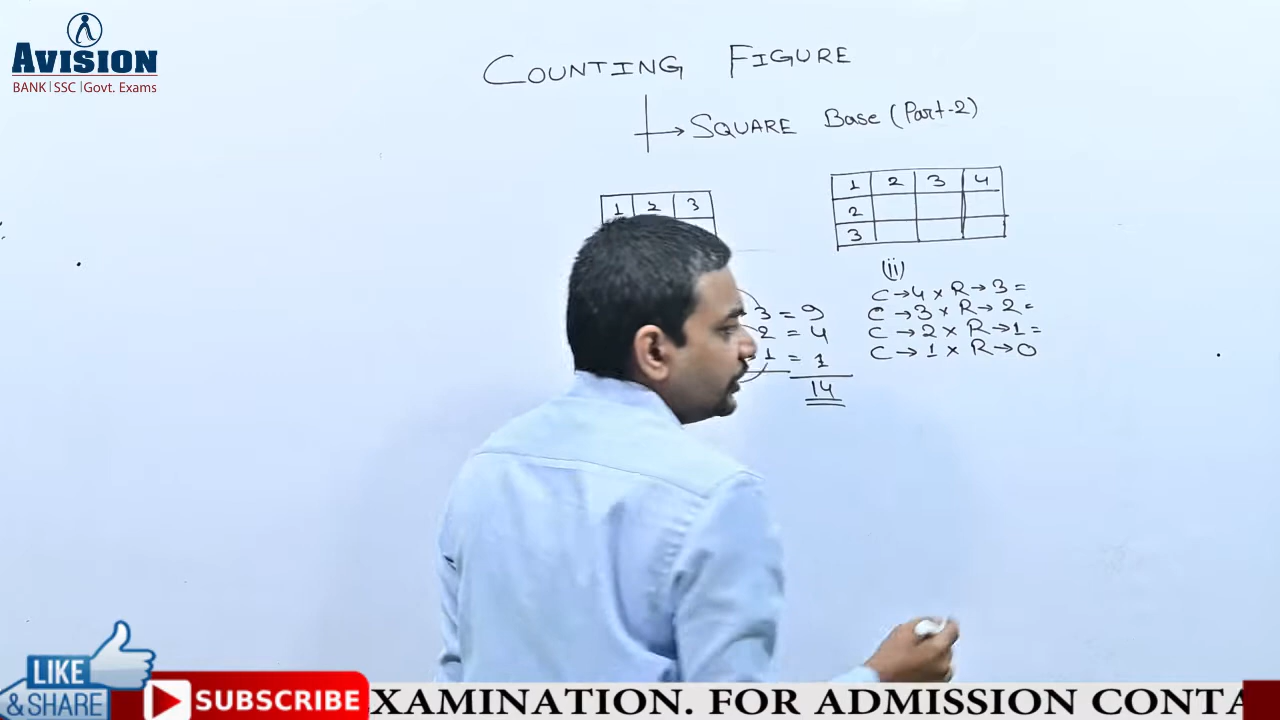 AVISION
BANK|SSC|Govt. Exams
COUNTING FIGURE
SQUARE Base (Part-2)
1 2 3
1 2 3 4
2
3
(ii)
3 = 9
2 = 4
1 = 1
14
C→4 × R→3 =
C→3 × R→2 =
C→2 × R→1 =
C→1 × R→0
LIKE
& SHARE
SUBSCRIBE
XAMINATION. FOR ADMISSION CONTA